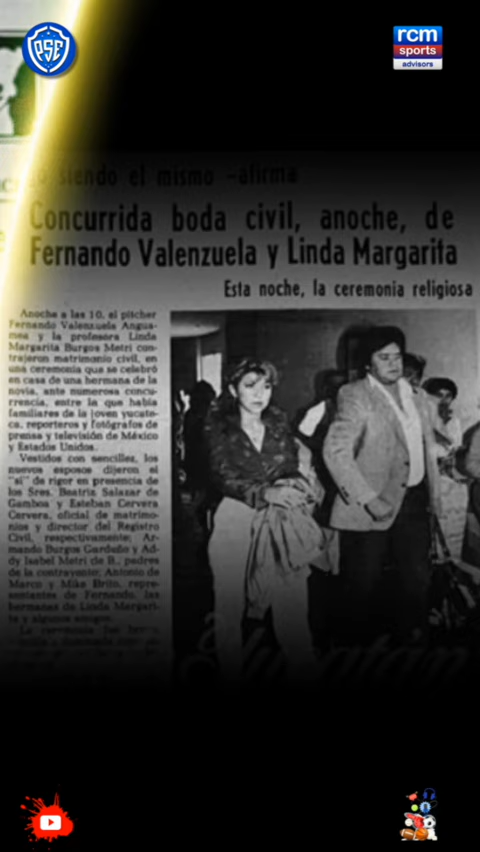 PSE
rcm
sports
advisors
siendo el mismo —afirma
Concurrida boda civil, anoche, de
Fernando Valenzuela y Linda Margarita
Esta noche, la ceremonia religiosa
Anoche a las 10, el pitcher
Fernando Valenzuela Angua-
mea y la profesora Linda
Margarita Burgos Metri con-
trajeron matrimonio civil, en
una ceremonia que se celebró
en casa de una hermana de la
novia, ante numerosa concu-
rrencia, entre la que había
familiares de la joven yucate-
ca, reporteros y fotógrafos de
prensa y televisión de México
y Estados Unidos.
Vestidos con sencillez, los
nuevos esposos dijeron el
"sí" de rigor en presencia de
los Sres. Beatriz Salazar de
Gamboa y Esteban Cervera
Cervera, oficial de matrimo-
nios y director del Registro
Civil, respectivamente; Ar-
mando Burgos Garduño y Ad-
dy Isabel Metri de B., padres
de la contrayente; Antonio de
Marco y Mike Brito, repre-
sentantes de Fernando, las
hermanas de Linda Margari-
ta y algunos amigos.
La ceremonia fue
Yucatán